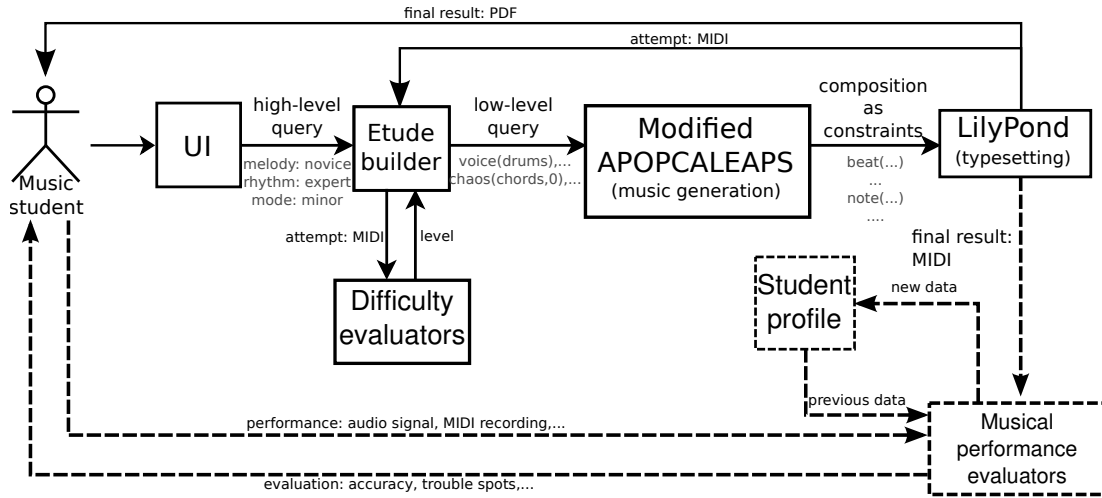 final result: PDF
attempt: MIDI
Music
student
UI
high-level
query
melody: novice
rhythm: expert
mode: minor
Etude
builder
low-level
query
voice(drums),...
chaos(chords,0),...
Modified
APOPCALEAPS
(music generation)
composition
as
constraints
beat(...)
...
note(...)
....
LilyPond
(typesetting)
attempt: MIDI
level
Difficulty
evaluators
final result:
MIDI
Student
profile
new data
previous data
performance: audio signal, MIDI recording,...
evaluation: accuracy, trouble spots,...
Musical
performance
evaluators